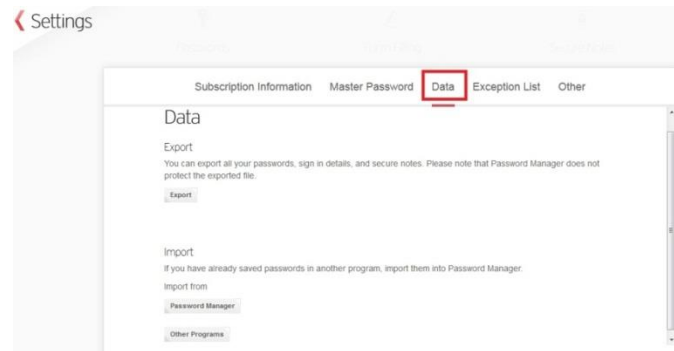 Settings
Subscription Information Master Password Data Exception List Other
Data
Export
You can export all your passwords, sign in details, and secure notes. Please note that Password Manager does not
protect the exported file.
Export
Import
If you have already saved passwords in another program, import them into Password Manager.
Import from
Password Manager
Other Programs